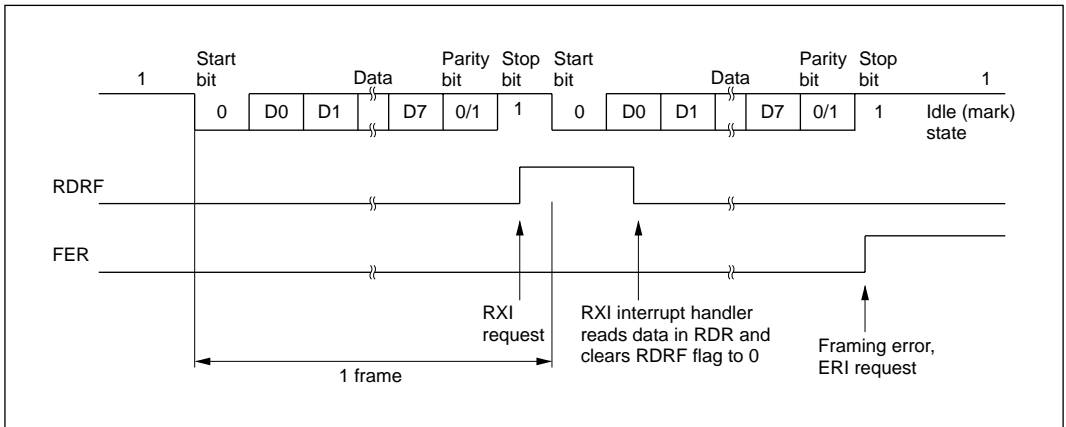 Start Parity Stop Start Parity Stop
1 bit Data bit bit bit Data bit bit 1
0 D0 D1 D7 0/1 1 0 D0 D1 D7 0/1 1 Idle (mark)
state
RDRF
FER
RXI
request
RXI interrupt handler
reads data in RDR and
clears RDRF flag to 0
Framing error,
ERI request
1 frame